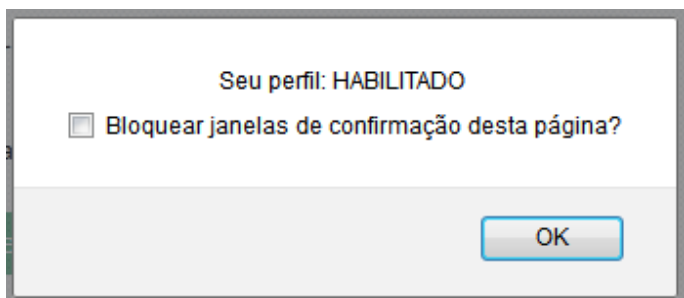 Seu perfil: HABILITADO
Bloquear janelas de confirmação desta página?
OK